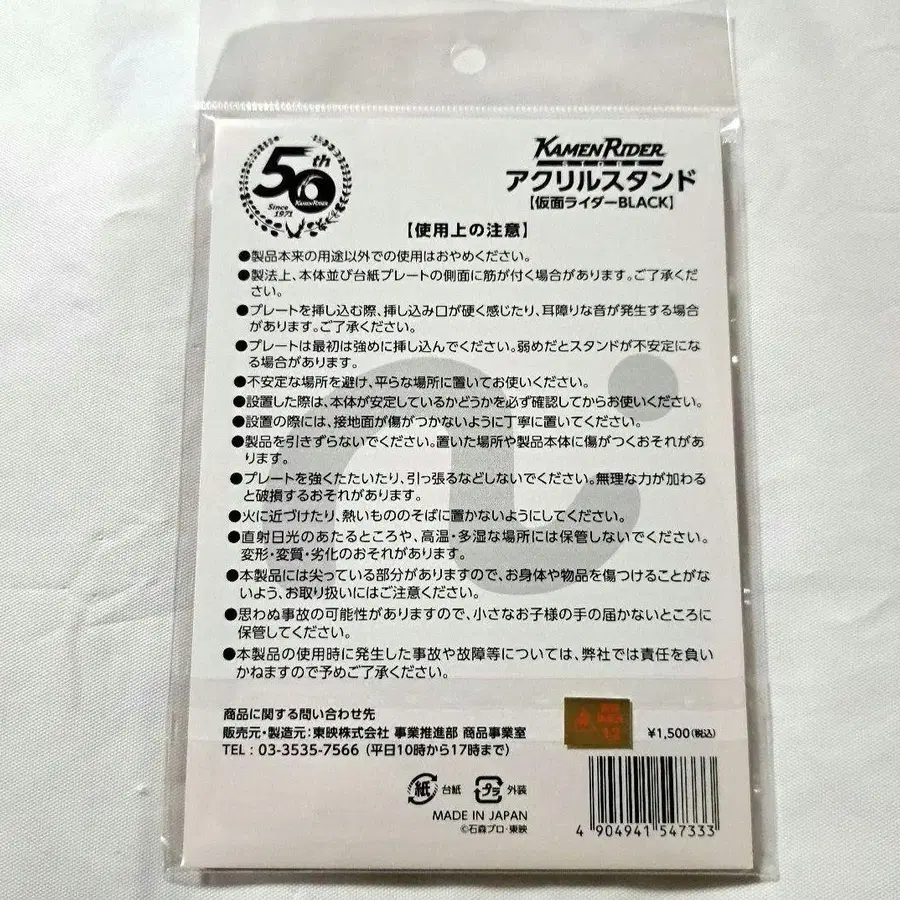 50th
Since 1971
KAMEN RIDER
KAMEN RIDER
STORE
アクリルスタンド
【仮面ライダーBLACK】
【使用上の注意】
●製品本来の用途以外での使用はおやめください。
●製法上、本体並び台紙プレートの側面に筋が付く場合があります。ご了承くだ
さい。
●プレートを挿し込む際、挿し込み口が硬く感じたり、耳障りな音が発生する場合
があります。ご了承ください。
●プレートは最初は強めに挿し込んでください。弱めだとスタンドが不安定にな
る場合があります。
●不安定な場所を避け、平らな場所に置いてお使いください。
●設置した際は、本体が安定しているかどうかを必ず確認してからお使いください。
●設置の際には、接地面が傷がつかないように丁寧に置いてください。
●製品を引きずらないでください。置いた場所や製品本体に傷がつくおそれがあ
ります。
●プレートを強くたたいたり、引っ張るなどしないでください。無理な力が加わる
と破損するおそれがあります。
●火に近づけたり、熱いもののそばに置かないようにしてください。
●直射日光のあたるところや、高温・多湿な場所には保管しないでください。
変形・変質・劣化のおそれがあります。
●本製品には尖っている部分がありますので、お身体や物品を傷つけることがな
いよう、お取り扱いにはご注意ください。
●思わぬ事故の可能性がありますので、小さなお子様の手の届かないところに
保管してください。
●本製品の使用時に発生した事故や故障等については、弊社では責任を負い
かねますので予めご了承ください。
商品に関する問い合わせ先
販売元・製造元：東映株式会社 事業推進部 商品事業室
TEL : 03-3535-7566 (平日10時から17時まで)
¥1,500(税込)
紙 台紙 プラ 外装
MADE IN JAPAN
©石森プロ・東映
4 904941 547333